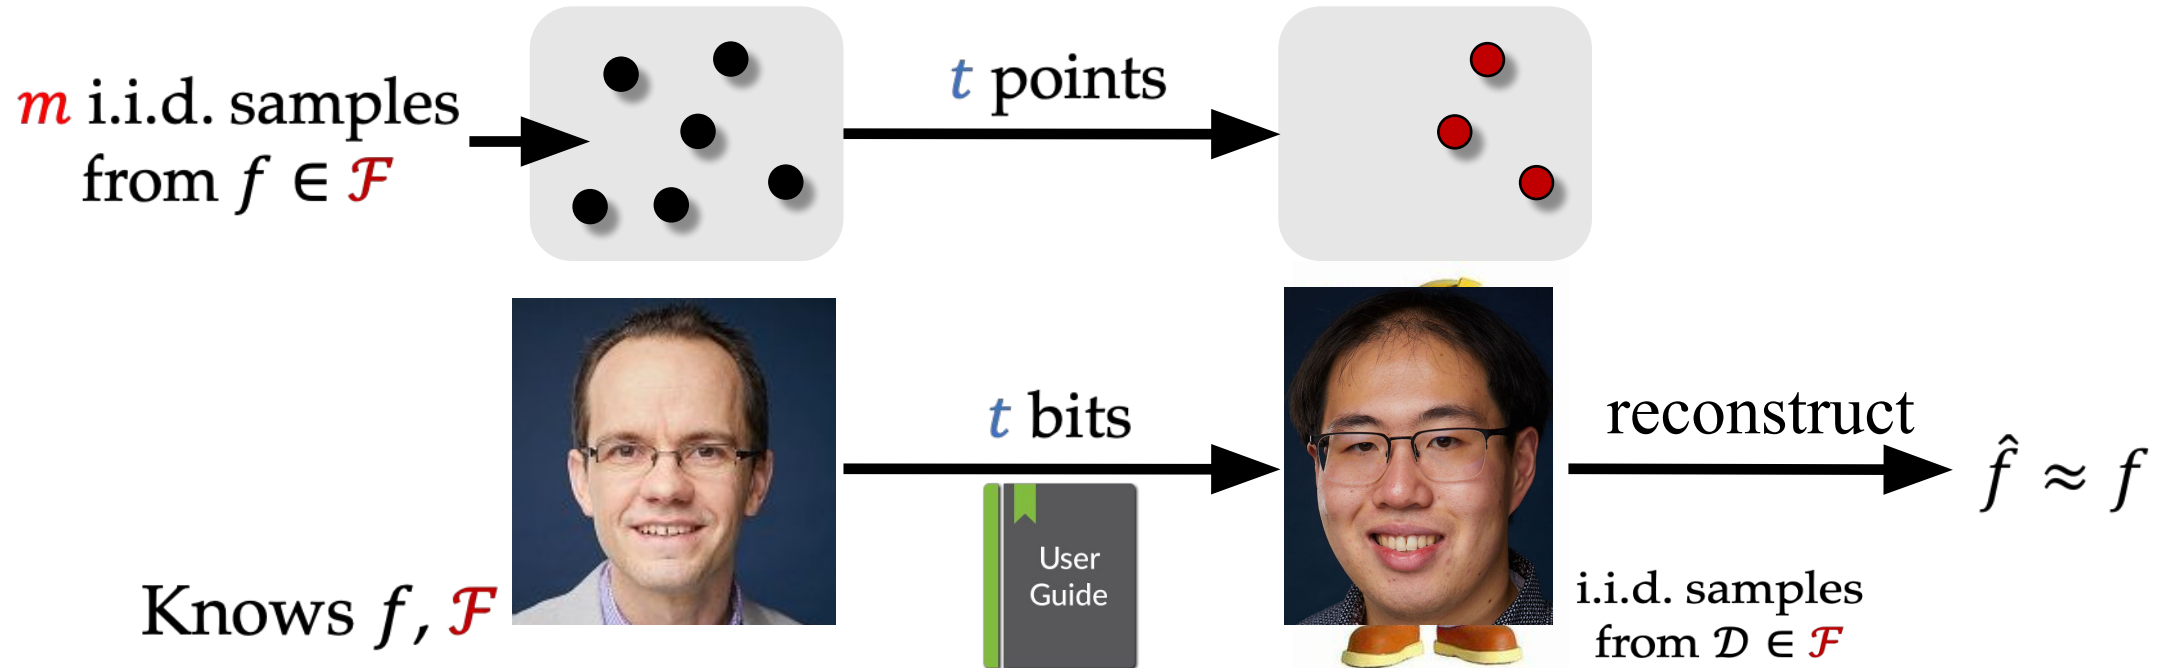 m i.i.d. samples
from f ∈ ℱ
t points
t bits
User
Guide
reconstruct
f̂ ≈ f
Knows f, ℱ
i.i.d. samples
from 𝒟 ∈ ℱ